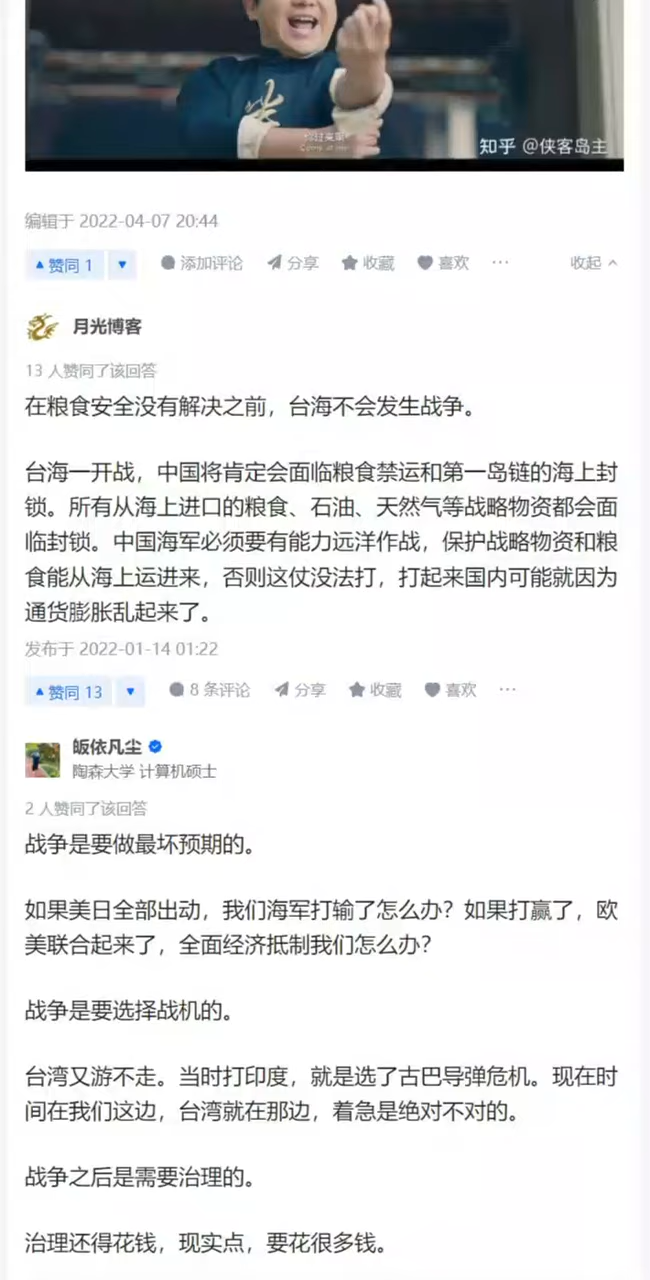 你过来呀!
Come at me!
知乎 @侠客岛主
编辑于 2022-04-07 20:44
赞同 1
添加评论
分享
收藏
喜欢
收起
月光博客
13 人赞同了该回答
在粮食安全没有解决之前，台海不会发生战争。
台海一开战，中国将肯定会面临粮食禁运和第一岛链的海上封
锁。所有从海上进口的粮食、石油、天然气等战略物资都会面
临封锁。中国海军必须要有能力远洋作战，保护战略物资和粮
食能从海上运进来，否则这仗没法打，打起来国内可能就因为
通货膨胀乱起来了。
发布于 2022-01-14 01:22
赞同 13
8 条评论
分享
收藏
喜欢
皈依凡尘
陶森大学 计算机硕士
2 人赞同了该回答
战争是要做最坏预期的。
如果美日全部出动，我们海军打输了怎么办？如果打赢了，欧
美联合起来了，全面经济抵制我们怎么办？
战争是要选择战机的。
台湾又游不走。当时打印度，就是选了古巴导弹危机。现在时
间在我们这边，台湾就在那边，着急是绝对不对的。
战争之后是需要治理的。
治理还得花钱，现实点，要花很多钱。